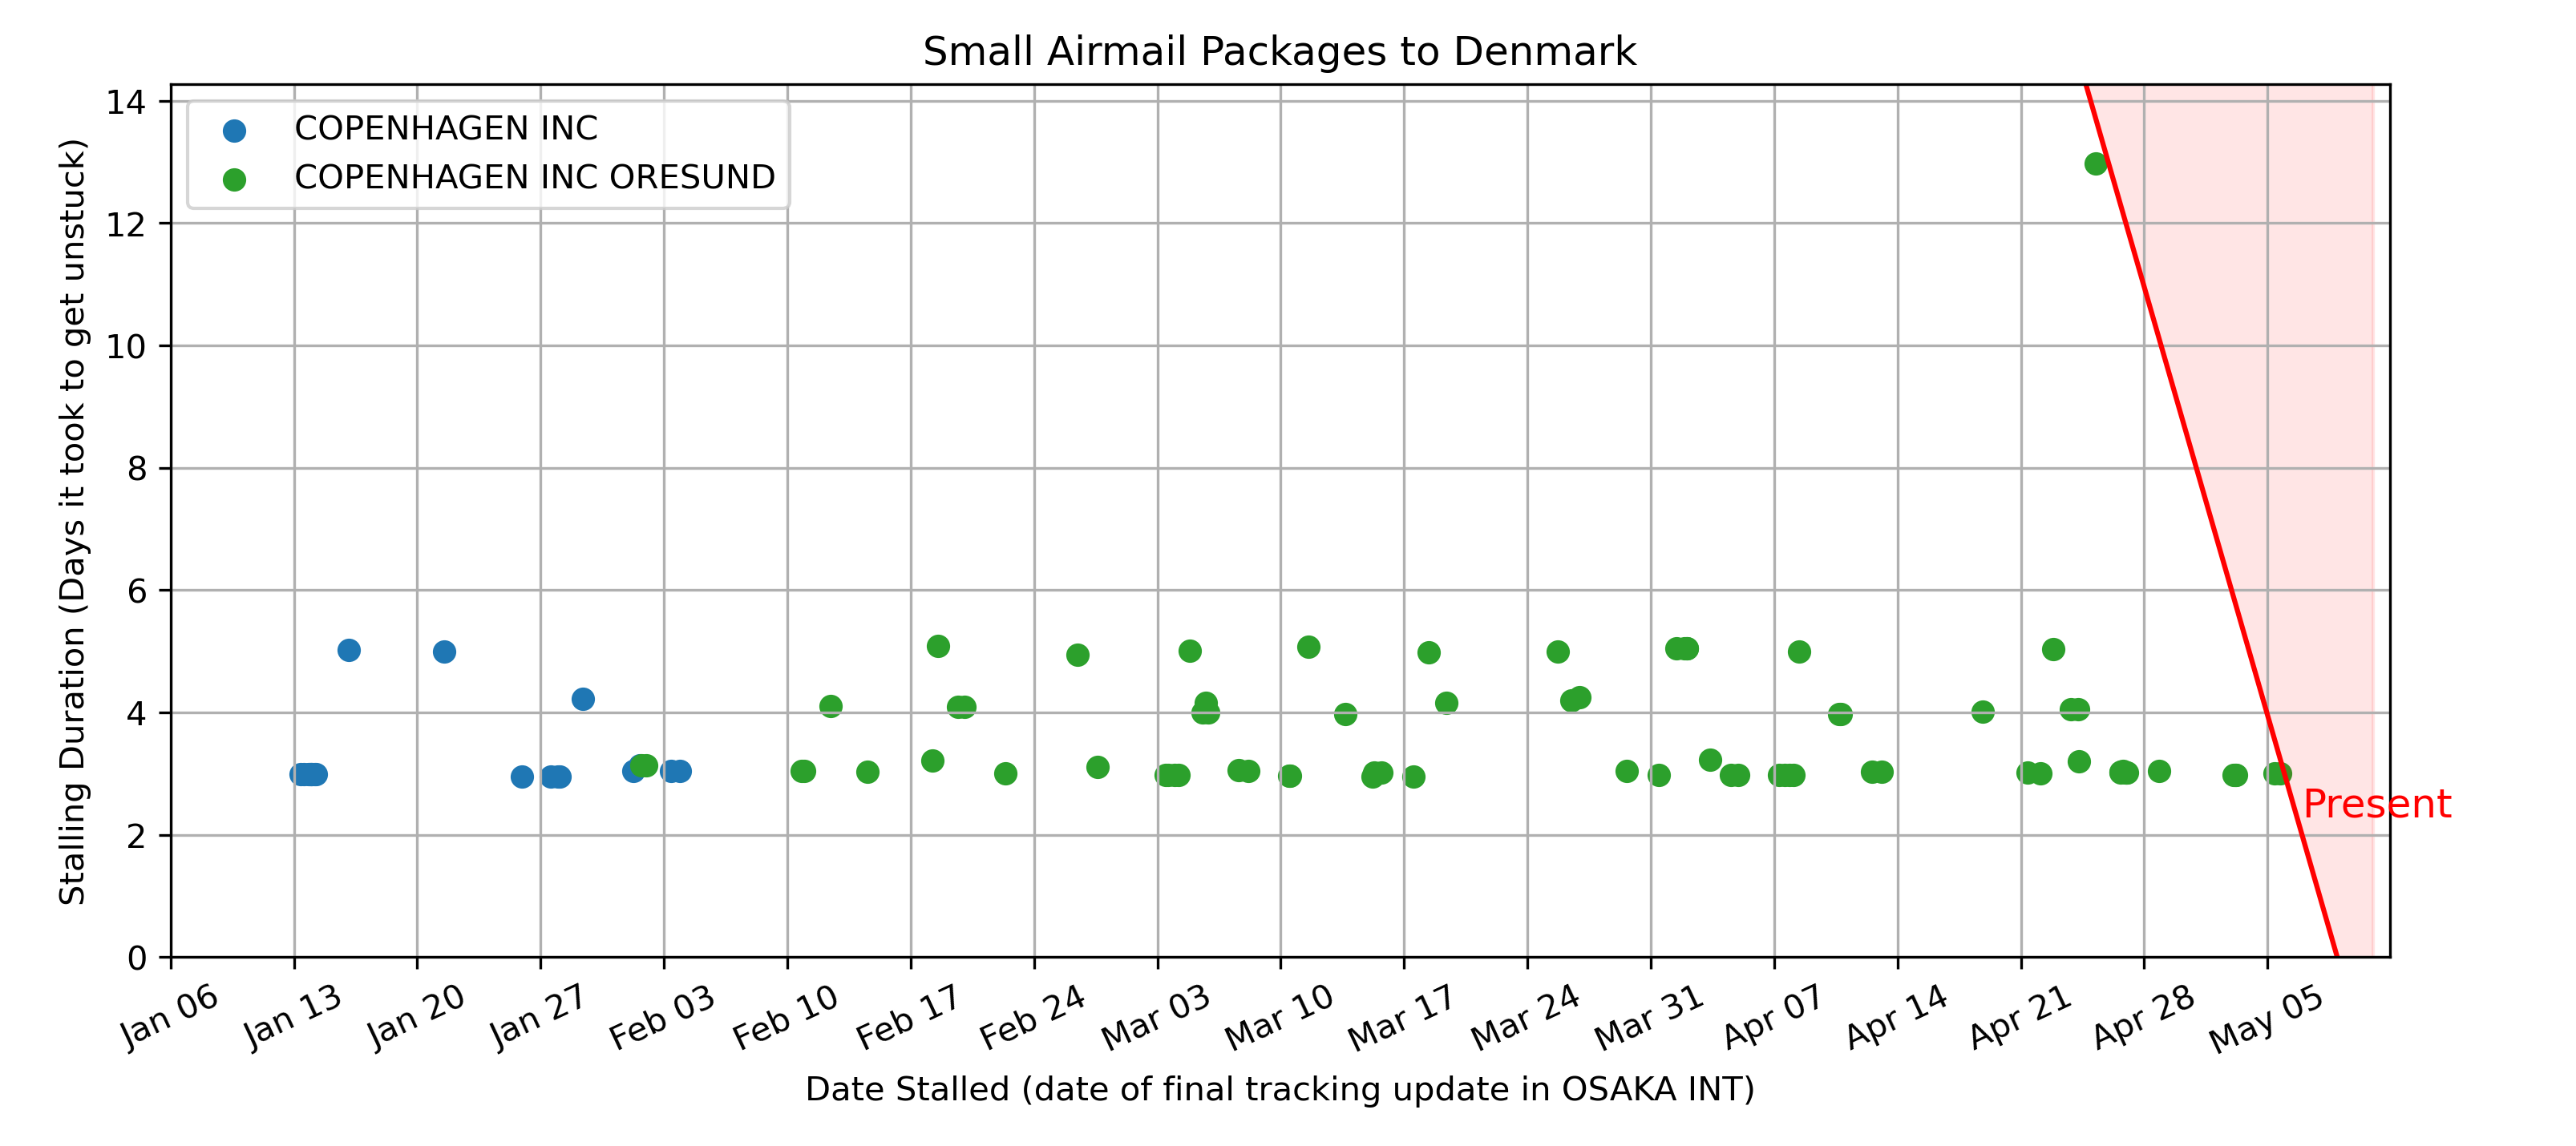 Small Airmail Packages to Denmark
COPENHAGEN INC
COPENHAGEN INC ORESUND
Stalling Duration (Days it took to get unstuck)
14
12
10
8
6
4
2
0
Present
Jan 06
Jan 13
Jan 20
Jan 27
Feb 03
Feb 10
Feb 17
Feb 24
Mar 03
Mar 10
Mar 17
Mar 24
Mar 31
Apr 07
Apr 14
Apr 21
Apr 28
May 05
Date Stalled (date of final tracking update in OSAKA INT)